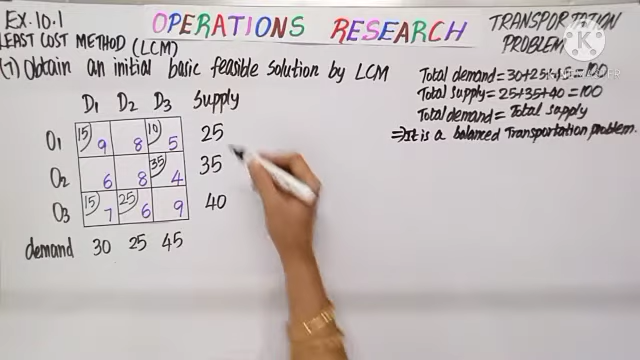 EX.10.1
OPERATIONS RESEARCH
TRANSPORTATION
PROBLEM
LEAST COST METHOD (LCM)
(7) Obtain an initial basic feasible solution by LCM
Total demand = 30+25+45=100
Total supply = 25+35+40=100
Total demand = Total supply
⇒ It is a balanced Transportation problem.
D1 D2 D3 Supply
O1 15 9 8 10 5 25
O2 6 8 35 4 35
O3 15 7 25 6 9 40
demand 30 25 45